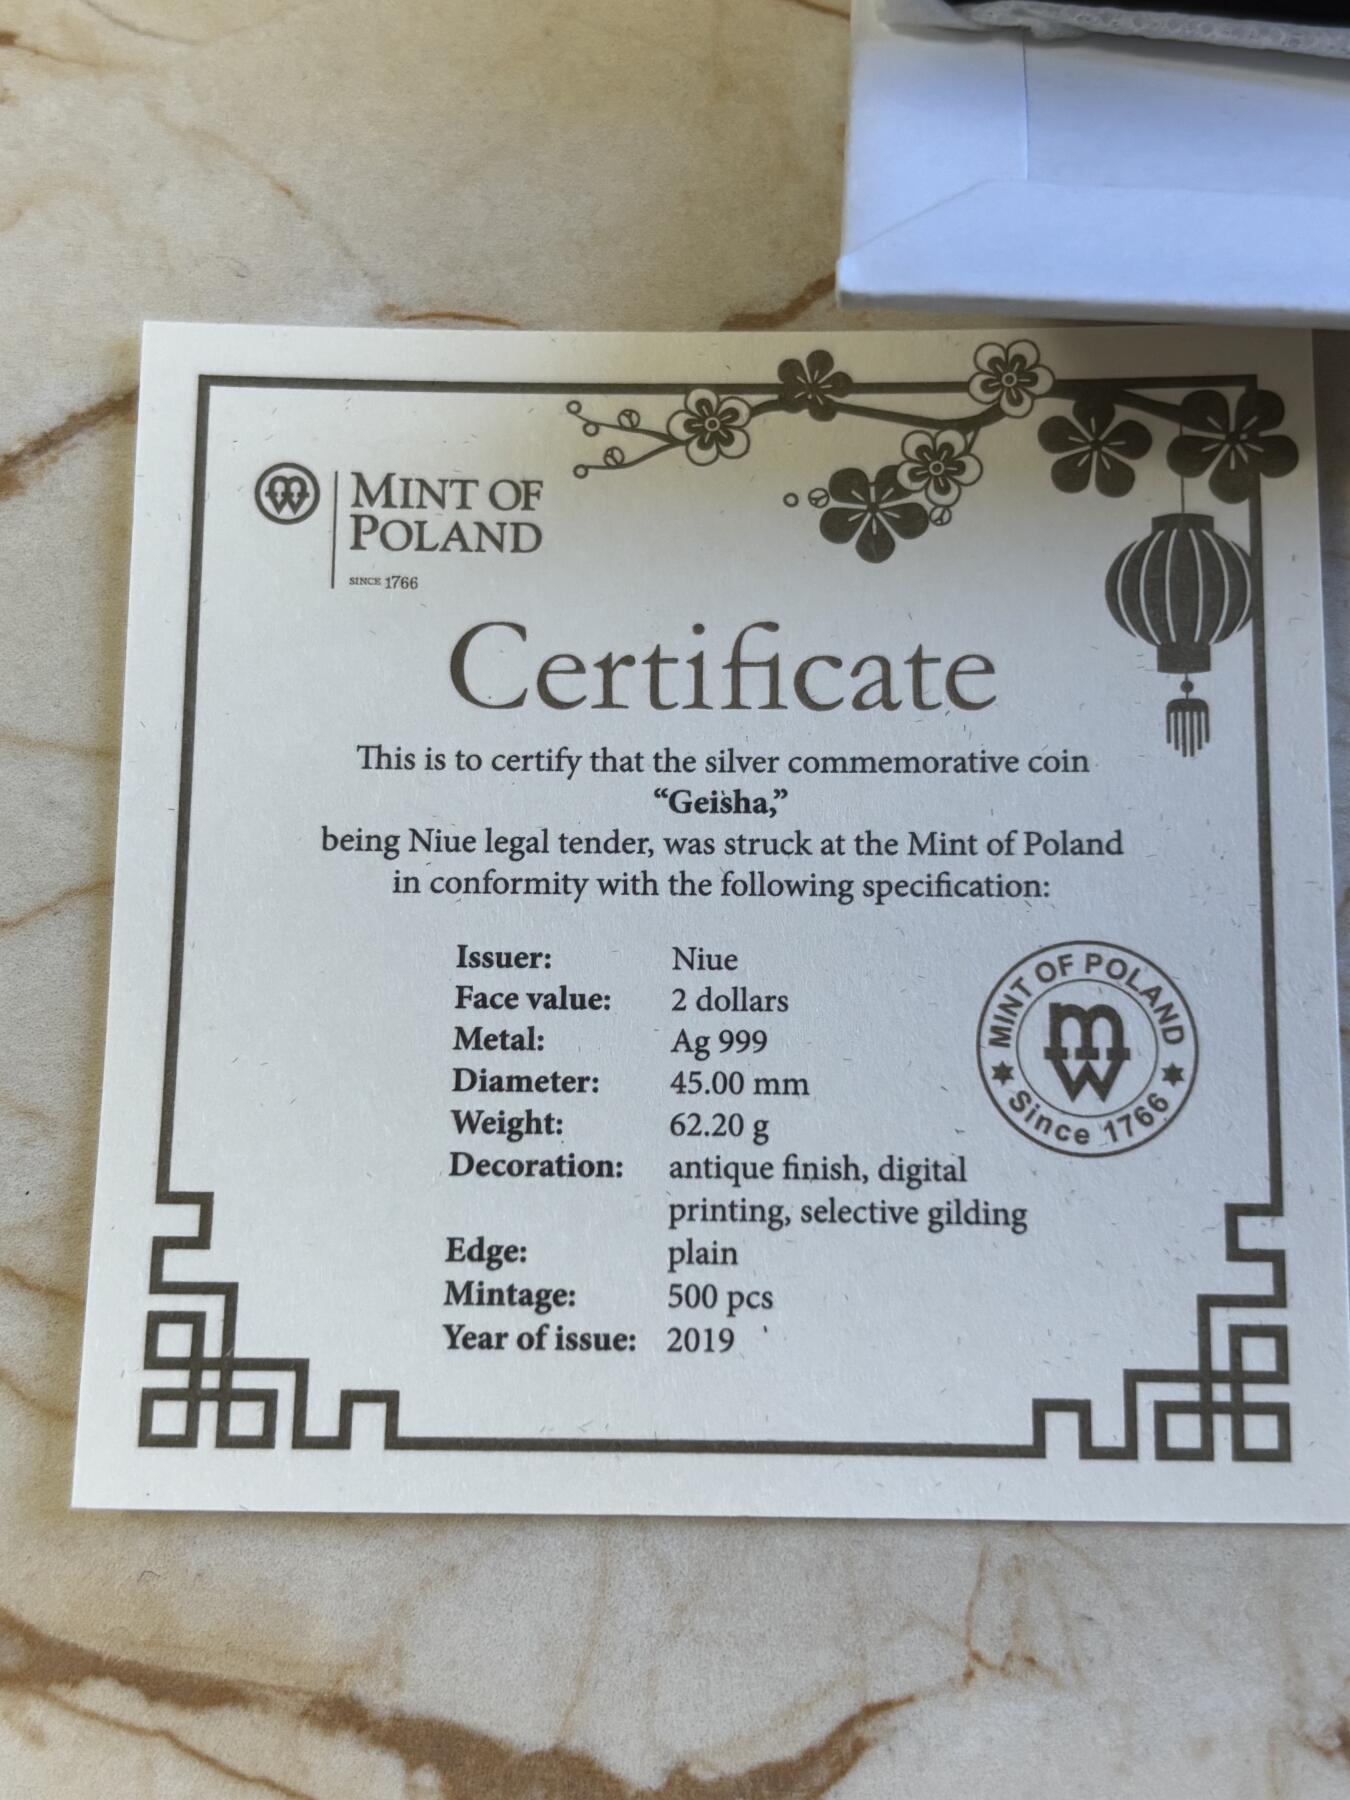 MINT OF
POLAND
SINCE 1766
Certificate
This is to certify that the silver commemorative coin
“Geisha,”
being Niue legal tender, was struck at the Mint of Poland
in conformity with the following specification:
Issuer: Niue
Face value: 2 dollars
Metal: Ag 999
Diameter: 45.00 mm
Weight: 62.20 g
Decoration: antique finish, digital
printing, selective gilding
Edge: plain
Mintage: 500 pcs
Year of issue: 2019
MINT OF POLAND
mw
Since 1766